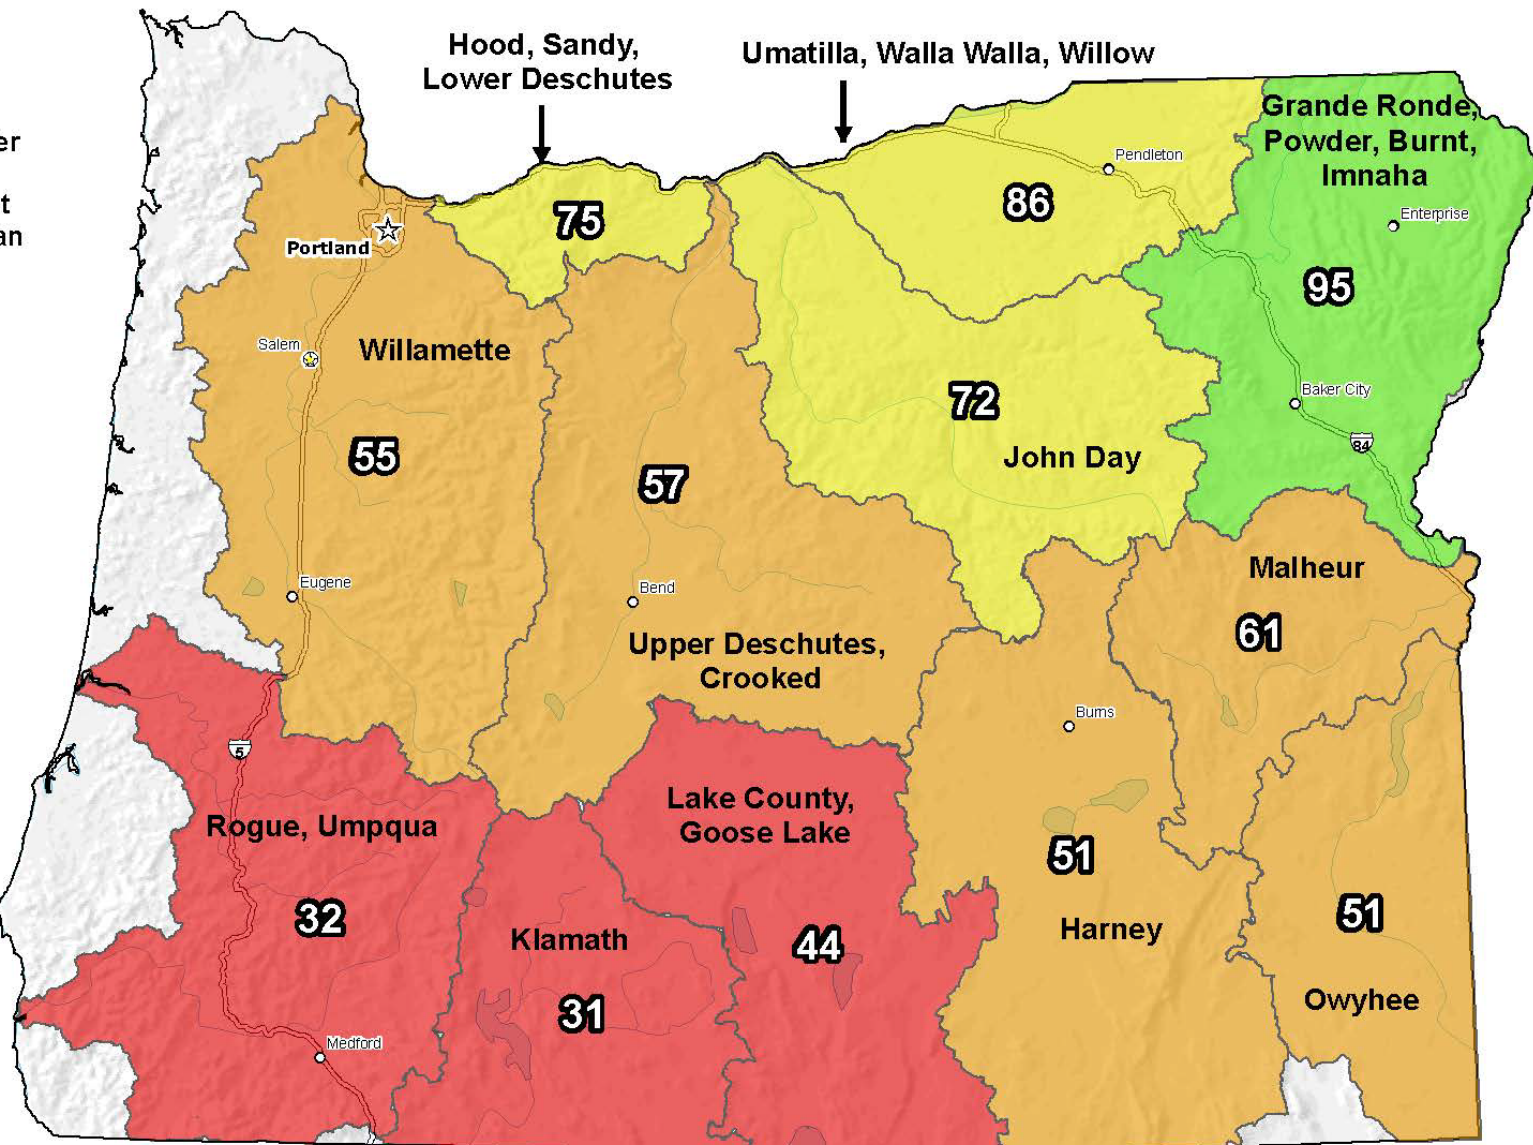 Hood, Sandy,
Lower Deschutes
Umatilla, Walla Walla, Willow
Grande Ronde,
Powder, Burnt,
Imnaha
er
t
an
Pendleton
Enterprise
75
86
95
Portland
Salem
Willamette
55
57
72
John Day
Baker City
84
Eugene
Bend
Upper Deschutes,
Crooked
Malheur
61
Burns
5
Rogue, Umpqua
32
Lake County,
Goose Lake
44
Klamath
31
51
Harney
51
Owyhee
Medford